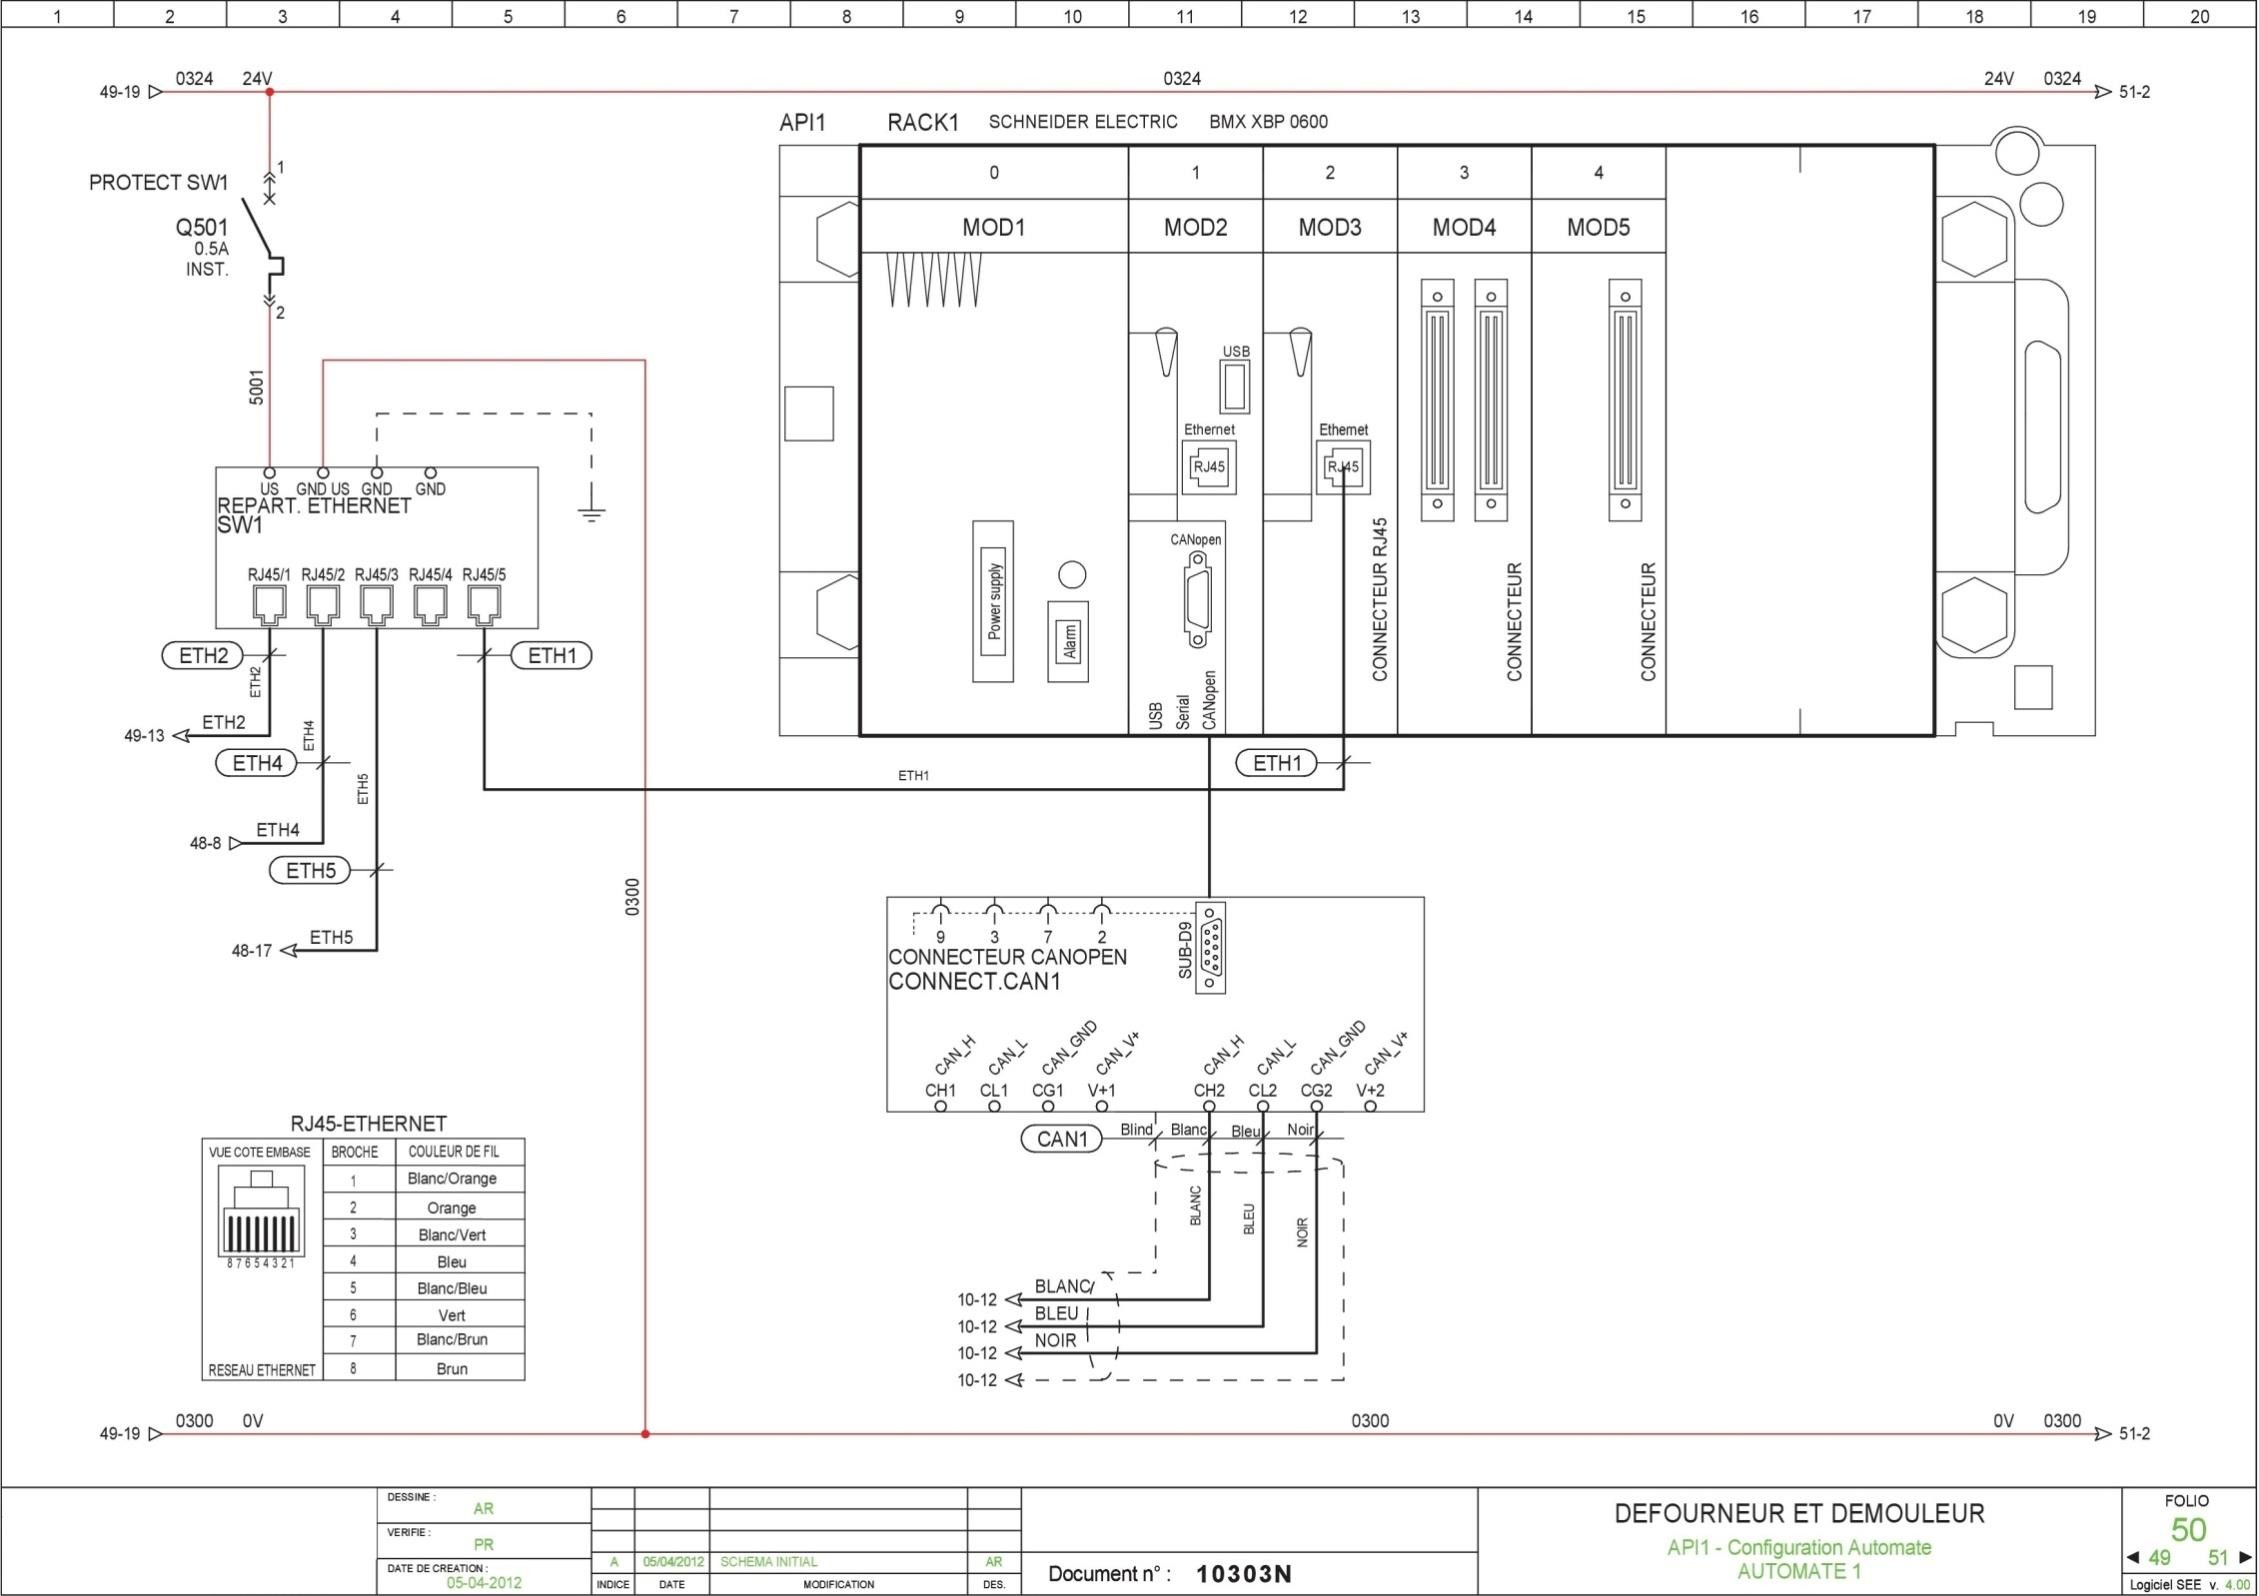 1 2 3 4 5 6 7 8 9 10 11 12 13 14 15 16 17 18 19 20
49-19 0324 24V 0324 24V 0324 51-2
API1 RACK1 SCHNEIDER ELECTRIC BMX XBP 0600
0 1 2 3 4
MOD1 MOD2 MOD3 MOD4 MOD5
1
PROTECT SW1
Q501
0.5A
INST.
2
5001
USB
Ethernet
RJ45
Ethernet
RJ45
CANopen
Power supply
Alarm
USB
Serial
CANopen
CONNECTEUR RJ45
CONNECTEUR
CONNECTEUR
US GND US GND GND
REPART. ETHERNET
SW1
RJ45/1 RJ45/2 RJ45/3 RJ45/4 RJ45/5
ETH2
ETH1
ETH2
49-13 ETH2
ETH4
ETH4
ETH5
48-8 ETH4
ETH5
48-17 ETH5
ETH1
ETH1
0300
9 3 7 2
SUB-D9
CONNECTEUR CANOPEN
CONNECT.CAN1
CAN_H CAN_L CAN_GND CAN_V+ CAN_H CAN_L CAN_GND CAN_V+
CH1 CL1 CG1 V+1 CH2 CL2 CG2 V+2
CAN1 Blind Blanc Bleu Noir
BLANC
BLEU
NOIR
10-12 BLANC
10-12 BLEU
10-12 NOIR
10-12
RJ45-ETHERNET
VUE COTE EMBASE BROCHE COULEUR DE FIL
1 Blanc/Orange
2 Orange
3 Blanc/Vert
4 Bleu
5 Blanc/Bleu
6 Vert
7 Blanc/Brun
8 Brun
8 7 6 5 4 3 2 1
RESEAU ETHERNET
49-19 0300 0V 0300 0V 0300 51-2
DESSINE :
AR
VERIFIE :
PR
DATE DE CREATION :
05-04-2012
A 05/04/2012 SCHEMA INITIAL AR
INDICE DATE MODIFICATION DES.
Document n° : 10303N
DEFOURNEUR ET DEMOULEUR
API1 - Configuration Automate
AUTOMATE 1
FOLIO
50
49 51
Logiciel SEE v. 4.00